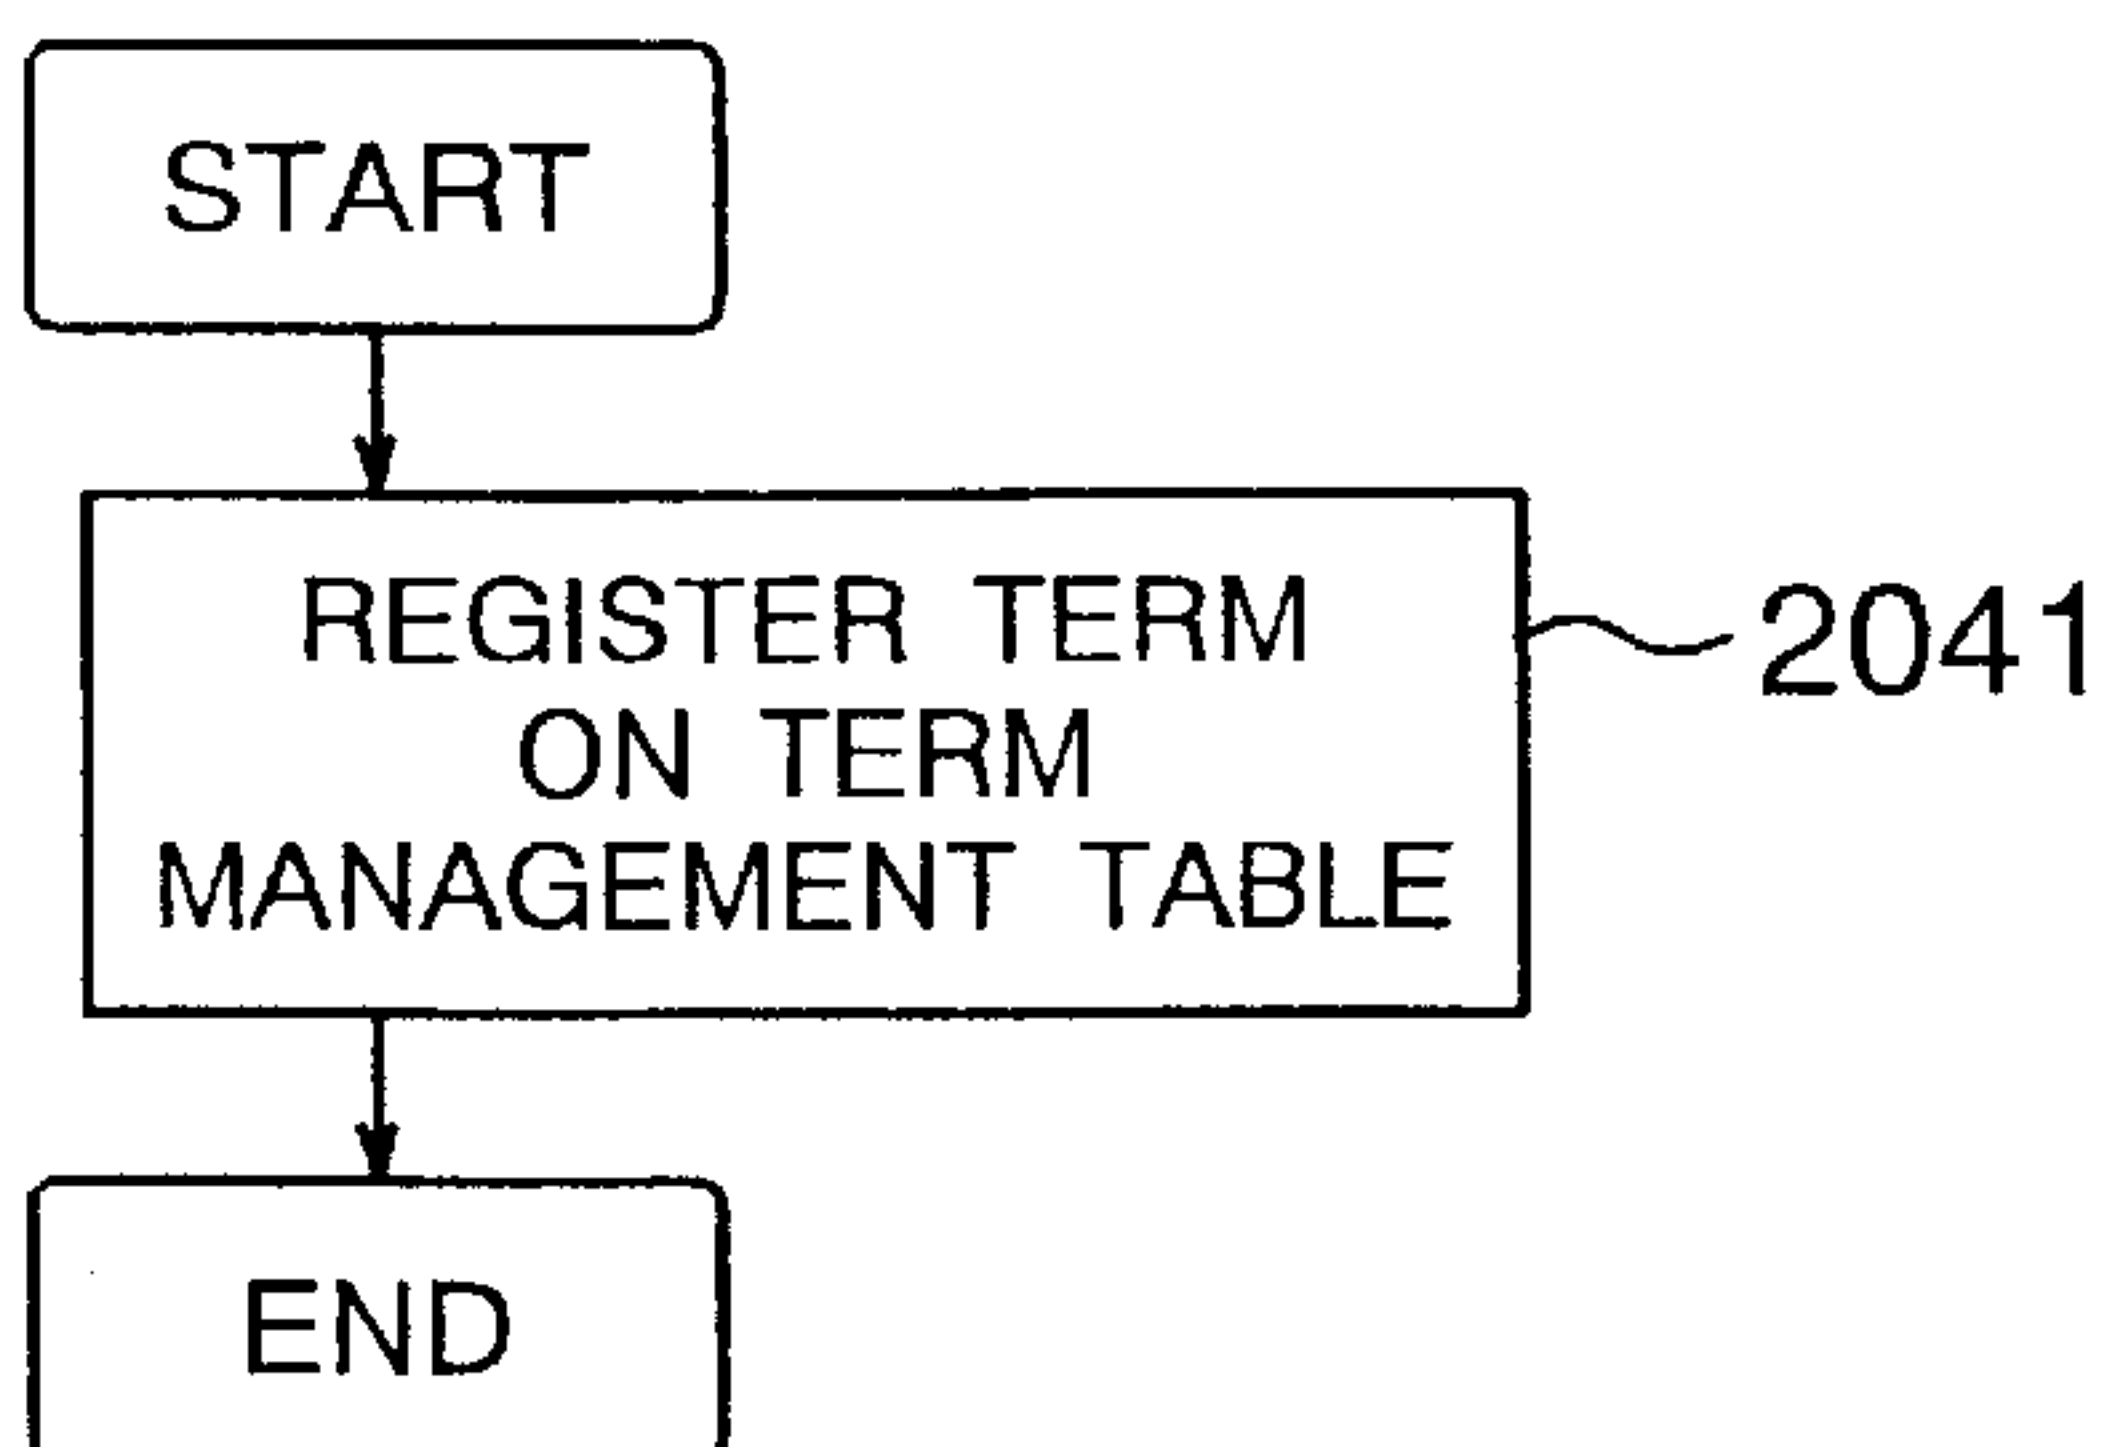 START
REGISTER TERM
ON TERM
MANAGEMENT TABLE
2041
END